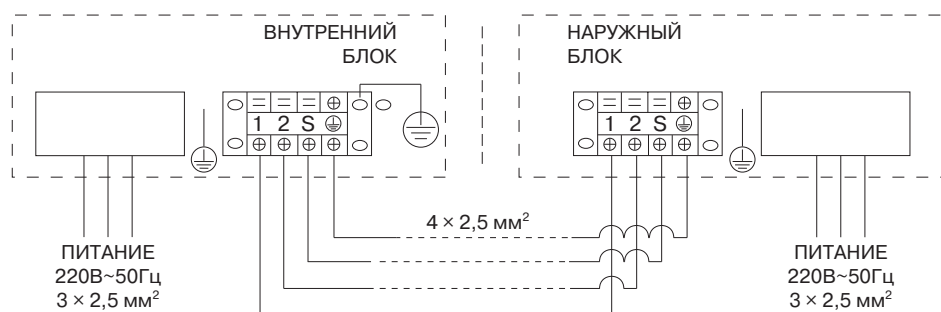 ВНУТРЕННИЙ
БЛОК
НАРУЖНЫЙ
БЛОК
1 2 S
1 2 S
4 × 2,5 мм²
ПИТАНИЕ
220В~50Гц
3 × 2,5 мм²
ПИТАНИЕ
220В~50Гц
3 × 2,5 мм²